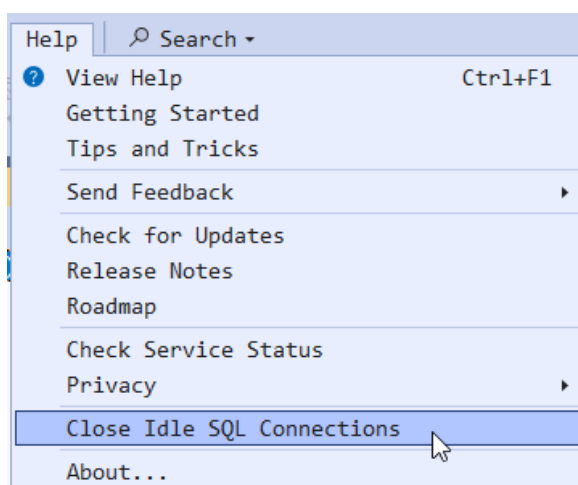 Help Search
View Help Ctrl+F1
Getting Started
Tips and Tricks
Send Feedback
Check for Updates
Release Notes
Roadmap
Check Service Status
Privacy
Close Idle SQL Connections
About...